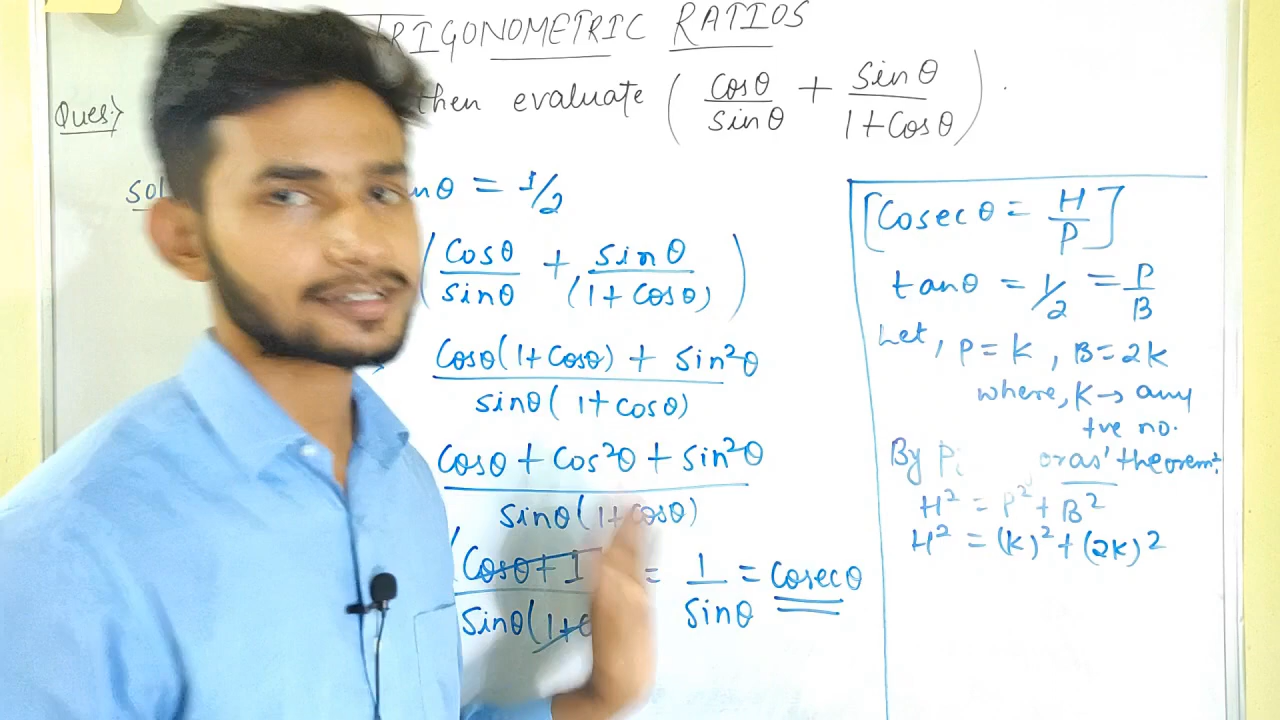 TRIGONOMETRIC RATIOS
Ques:→ then evaluate (cosθ/sinθ + sinθ/1+cosθ).
Sol nθ = 1/2
(cosθ/sinθ + sinθ/(1+cosθ))
cosθ(1+cosθ) + sin²θ / sinθ(1+cosθ)
cosθ + cos²θ + sin²θ / sinθ(1+cosθ)
(cosθ+1 / sinθ(1+c = 1/sinθ = cosecθ
[cosecθ = H/P]
tanθ = 1/2 = P/B
Let, P=K, B=2K
where, K→ any
+ve no.
By P oras' theorem:
H² = P² + B²
H² = (K)² + (2K)²